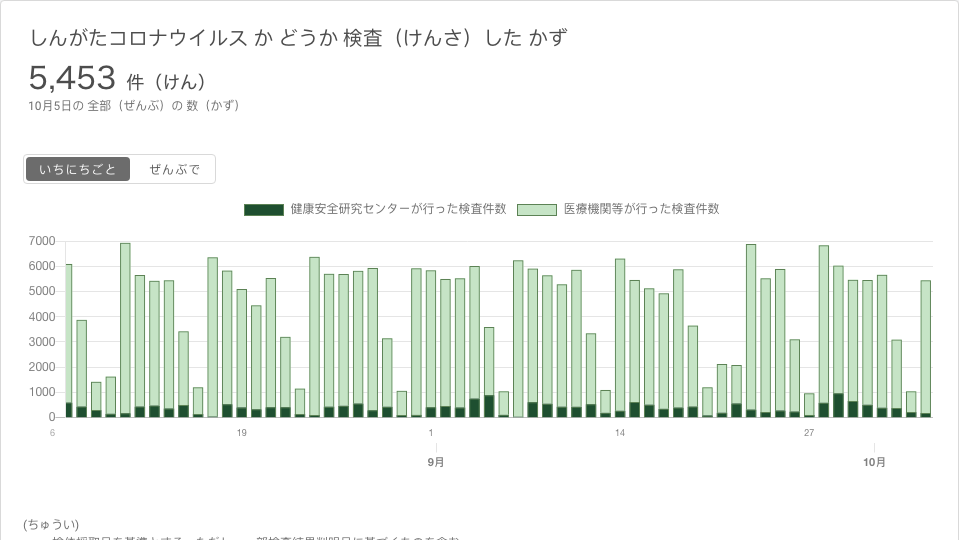 しんがたコロナウイルス か どうか 検査（けんさ）した かず
5,453 件（けん）
10月5日の 全部（ぜんぶ）の 数（かず）
いちにちごと ぜんぶで
健康安全研究センターが行った検査件数 医療機関等が行った検査件数
7000
6000
5000
4000
3000
2000
1000
0
6 19 1 14 27
9月 10月
(ちゅうい)